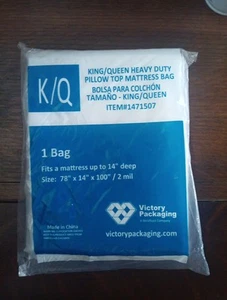 K/Q
KING/QUEEN HEAVY DUTY
PILLOW TOP MATTRESS BAG
BOLSA PARA COLCHÓN
TAMAÑO - KING/QUEEN
ITEM#1471507
1 Bag
Fits a mattress up to 14" deep
Size: 78" x 14" x 100" / 2 mil
Victory
Packaging
Made in China
victorypackaging.com